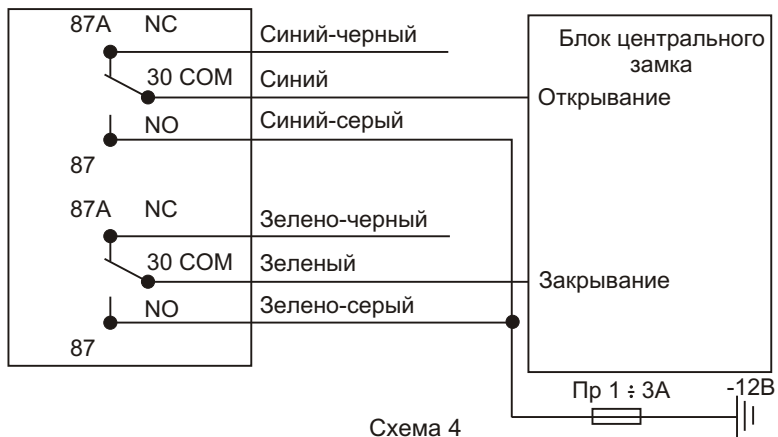 87A NC
Синий-черный
30 COM
Синий
NO
Синий-серый
87
87A NC
Зелено-черный
30 COM
Зеленый
NO
Зелено-серый
87
Блок центрального
замка
Открывание
Закрывание
Пр 1 ÷ 3А
-12В
Схема 4